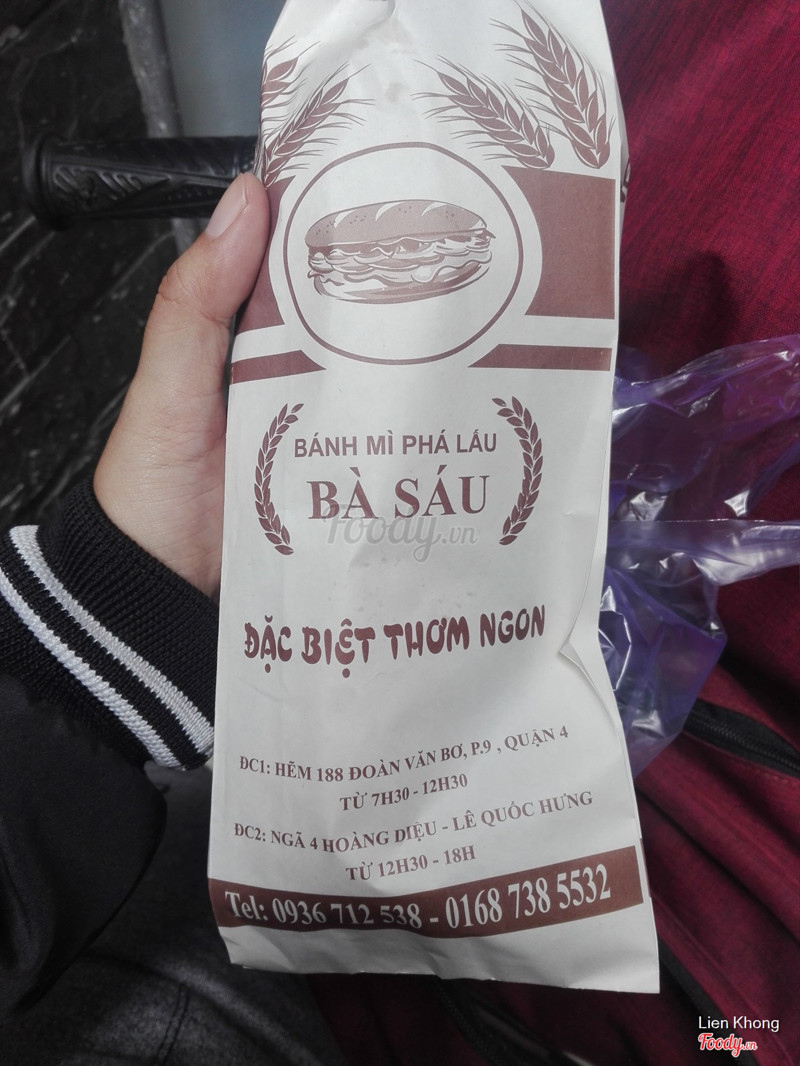 BÁNH MÌ PHÁ LẤU
BÀ SÁU
foody.vn
ĐẶC BIỆT THƠM NGON
ĐC1: HẼM 188 ĐOÀN VĂN BƠ, P.9 , QUẬN 4
TỪ 7H30 - 12H30
ĐC2: NGÃ 4 HOÀNG DIỆU - LÊ QUỐC HƯNG
TỪ 12H30 - 18H
Tel: 0936 712 538 - 0168 738 5532
Lien Khong
Foody.vn